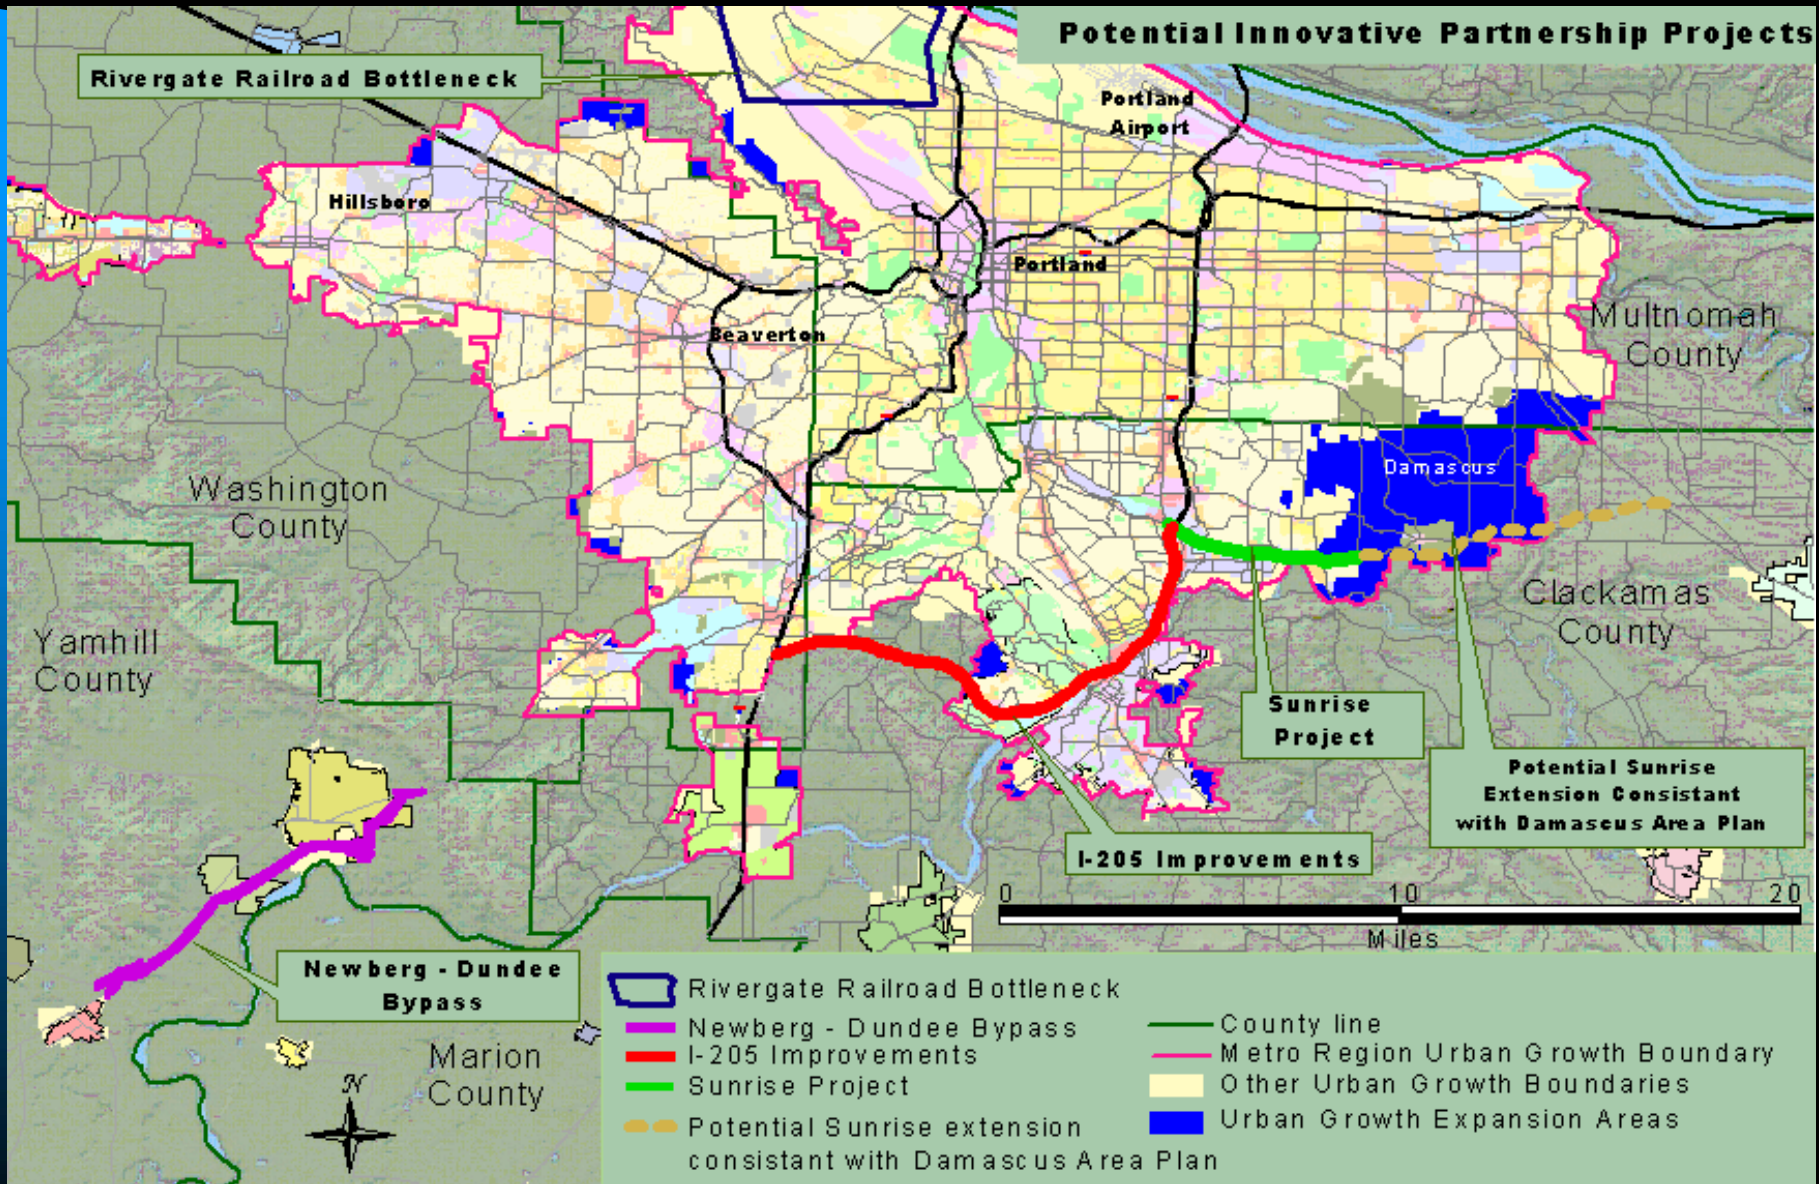 Potential Innovative Partnership Projects
Rivergate Railroad Bottleneck
Portland
Airport
Hillsboro
Portland
Beaverton
Multnomah
County
Damascus
Washington
County
Clackamas
County
Yamhill
County
Sunrise
Project
Potential Sunrise
Extension Consistant
with Damascus Area Plan
I-205 Improvements
0 10 20
Miles
Newberg - Dundee
Bypass
Marion
County
N
Rivergate Railroad Bottleneck
Newberg - Dundee Bypass
I-205 Improvements
Sunrise Project
Potential Sunrise extension
consistant with Damascus Area Plan
County line
Metro Region Urban Growth Boundary
Other Urban Growth Boundaries
Urban Growth Expansion Areas